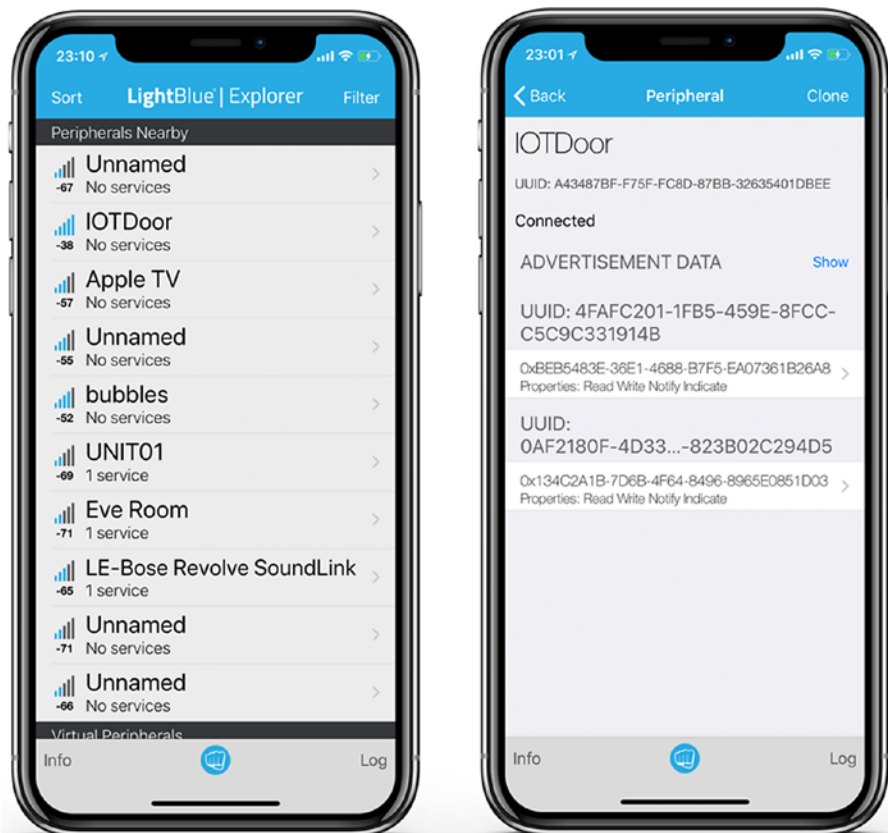 23:10
Sort LightBlue | Explorer Filter
Peripherals Nearby
Unnamed
-67 No services
IOTDoor
-38 No services
Apple TV
-57 No services
Unnamed
-55 No services
bubbles
-52 No services
UNIT01
-69 1 service
Eve Room
-71 1 service
LE-Bose Revolve SoundLink
-65 1 service
Unnamed
-71 No services
Unnamed
-66 No services
Virtual Peripherals
Info Log
23:01
Back Peripheral Clone
IOTDoor
UUID: A43487BF-F75F-FC8D-87BB-32635401DBEE
Connected
ADVERTISEMENT DATA Show
UUID: 4FAFC201-1FB5-459E-8FCC-
C5C9C331914B
0xBEB5483E-36E1-4688-B7F5-EA07361B26A8
Properties: Read Write Notify Indicate
UUID:
0AF2180F-4D33...-823B02C294D5
0x134C2A1B-7D6B-4F64-8496-8965E0851D03
Properties: Read Write Notify Indicate
Info Log